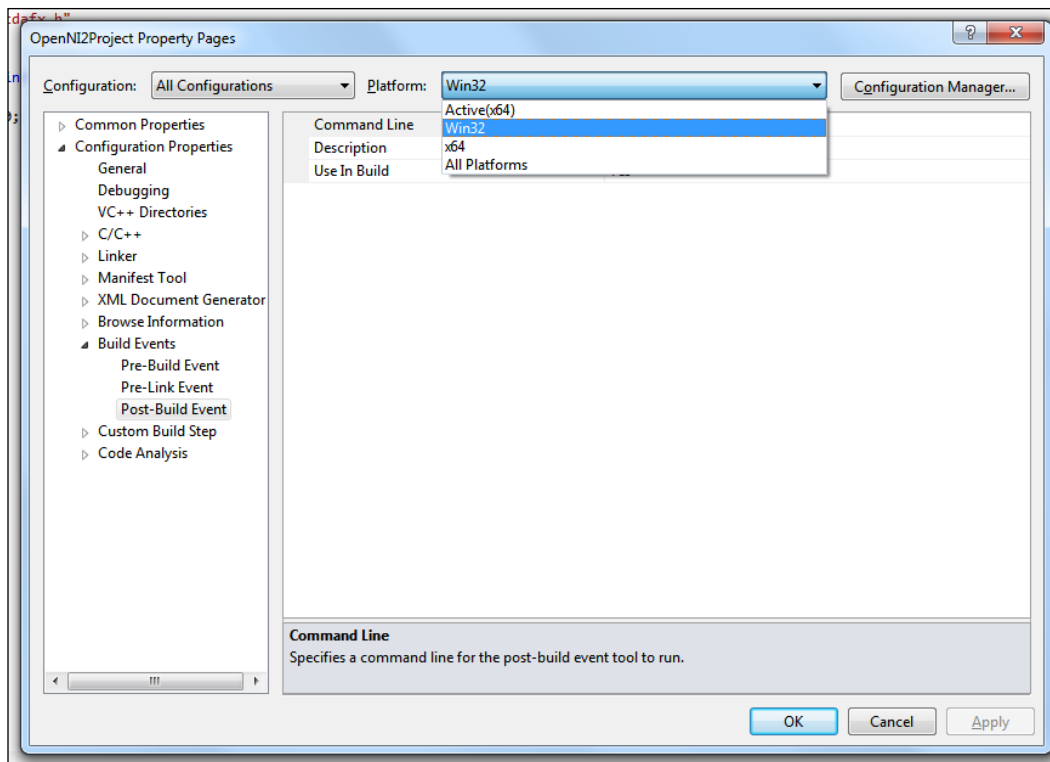 cdafx.h"
OpenNI2Project Property Pages
in
Configuration: All Configurations Platform: Win32 Configuration Manager...
Active(x64)
);
Common Properties Command Line Win32
Configuration Properties Description x64
General Use In Build All Platforms
Debugging
VC++ Directories
C/C++
Linker
Manifest Tool
XML Document Generator
Browse Information
Build Events
Pre-Build Event
Pre-Link Event
Post-Build Event
Custom Build Step
Code Analysis
Command Line
Specifies a command line for the post-build event tool to run.
OK Cancel Apply